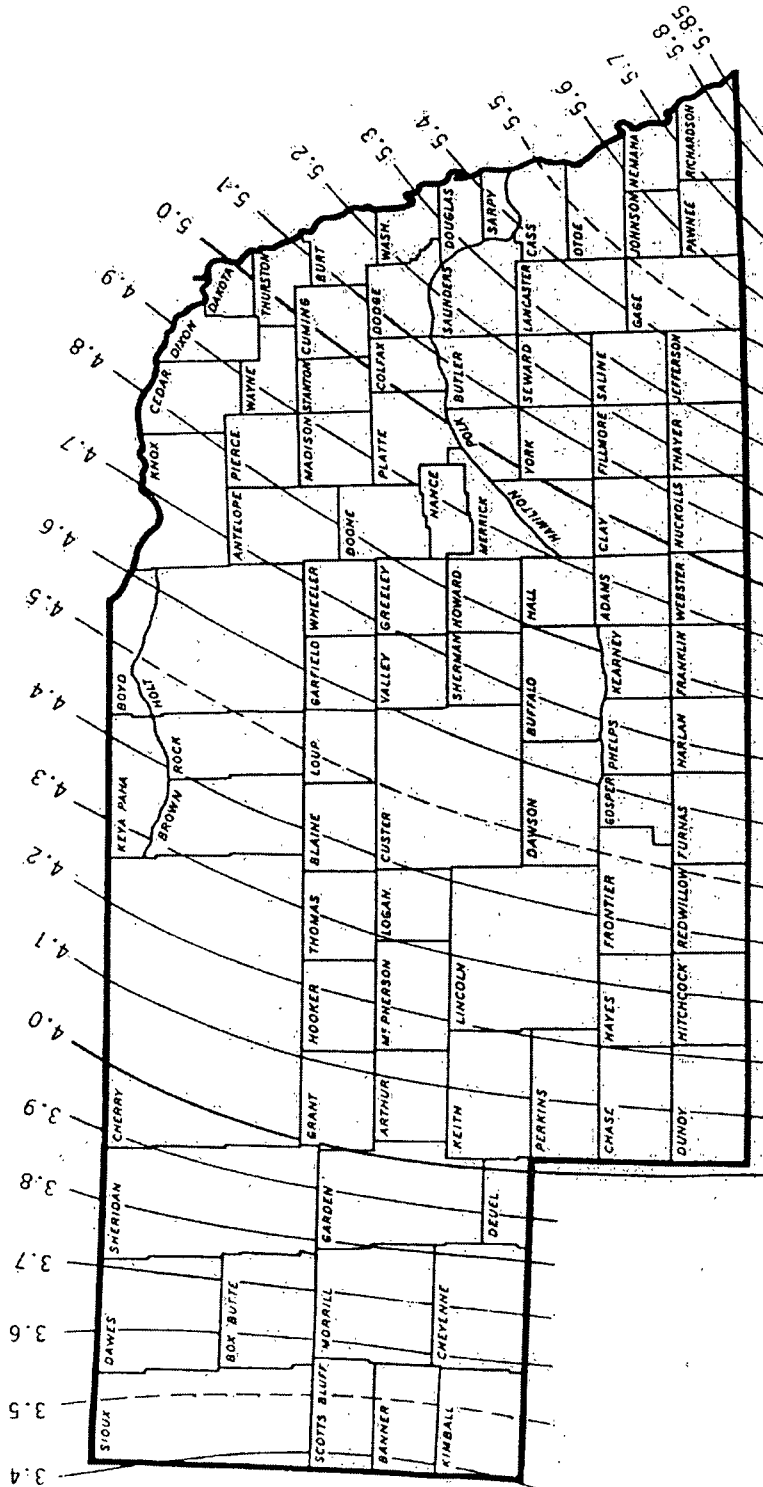 5.85
5.8
5.7
5.6
5.5
5.4
5.3
5.2
5.1
5.0
4.9
4.8
4.7
4.6
4.5
4.4
4.3
4.2
4.1
4.0
3.9
3.8
3.7
3.6
3.5
3.4
SIOUX
DAWES
BOX BUTTE
SHERIDAN
SCOTTS BLUFF
BANNER
KIMBALL
MORRILL
CHEYENNE
GARDEN
DEUEL
CHERRY
GRANT
HOOKER
THOMAS
ARTHUR
MCPHERSON
LOGAN
KEITH
LINCOLN
PERKINS
CHASE
HAYES
FRONTIER
DUNDY
HITCHCOCK
REDWILLOW
KEYA PAHA
BROWN
ROCK
BOYD
HOLT
BLAINE
LOUP
GARFIELD
WHEELER
CUSTER
VALLEY
GREELEY
SHERMAN
HOWARD
DAWSON
BUFFALO
HALL
GOSPER
PHELPS
KEARNEY
ADAMS
TURNAS
HARLAN
FRANKLIN
WEBSTER
KNOX
CEDAR
DIXON
DAKOTA
ANTELOPE
PIERCE
WAYNE
THURSTON
BOONE
MADISON
STANTON
CUMING
BURT
NANCE
PLATTE
COLFAX
DODGE
WASH.
MERRICK
POLK
BUTLER
SAUNDERS
DOUGLAS
SARPY
HAMILTON
YORK
SEWARD
LANCASTER
CASS
OTOE
CLAY
FILLMORE
SALINE
GAGE
JOHNSON
NEMAHA
NUCKOLLS
THAYER
JEFFERSON
PAWNEE
RICHARDSON